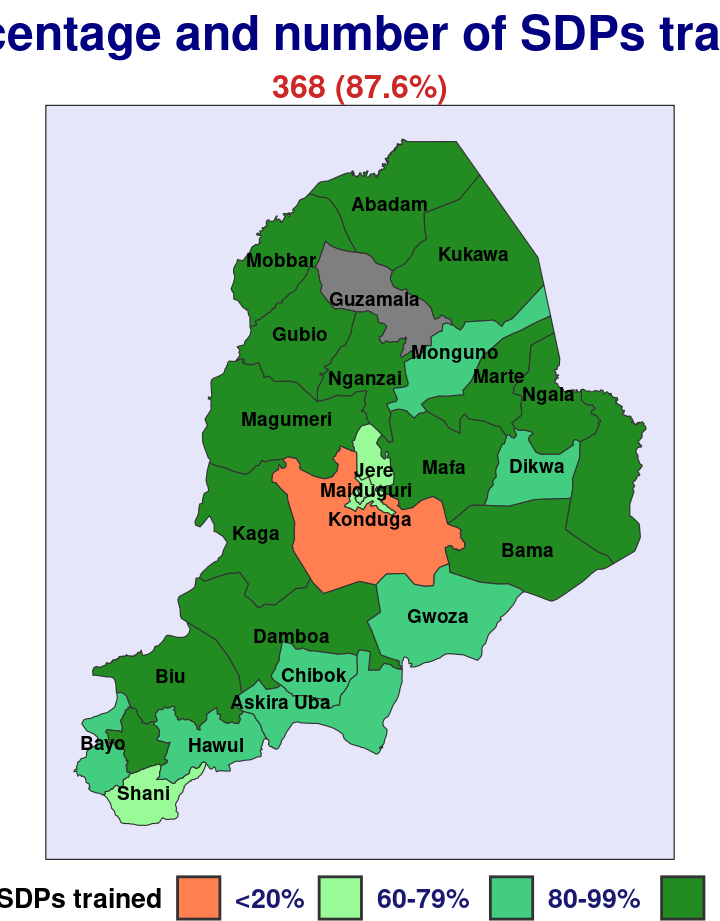 centage and number of SDPs tra
368 (87.6%)
Abadam
Kukawa
Mobbar
Guzamala
Gubio
Monguno
Nganzai
Marte
Ngala
Magumeri
Jere
Mafa
Dikwa
Maiduguri
Konduga
Kaga
Bama
Gwoza
Damboa
Biu
Chibok
Askira Uba
Bayo
Hawul
Shani
SDPs trained <20% 60-79% 80-99%